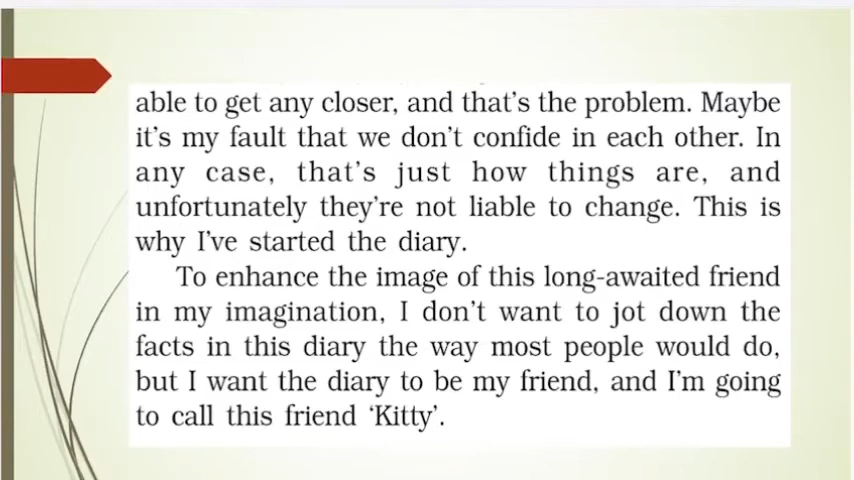 able to get any closer, and that's the problem. Maybe
it's my fault that we don't confide in each other. In
any case, that's just how things are, and
unfortunately they're not liable to change. This is
why I've started the diary.
To enhance the image of this long-awaited friend
in my imagination, I don't want to jot down the
facts in this diary the way most people would do,
but I want the diary to be my friend, and I'm going
to call this friend ‘Kitty’.